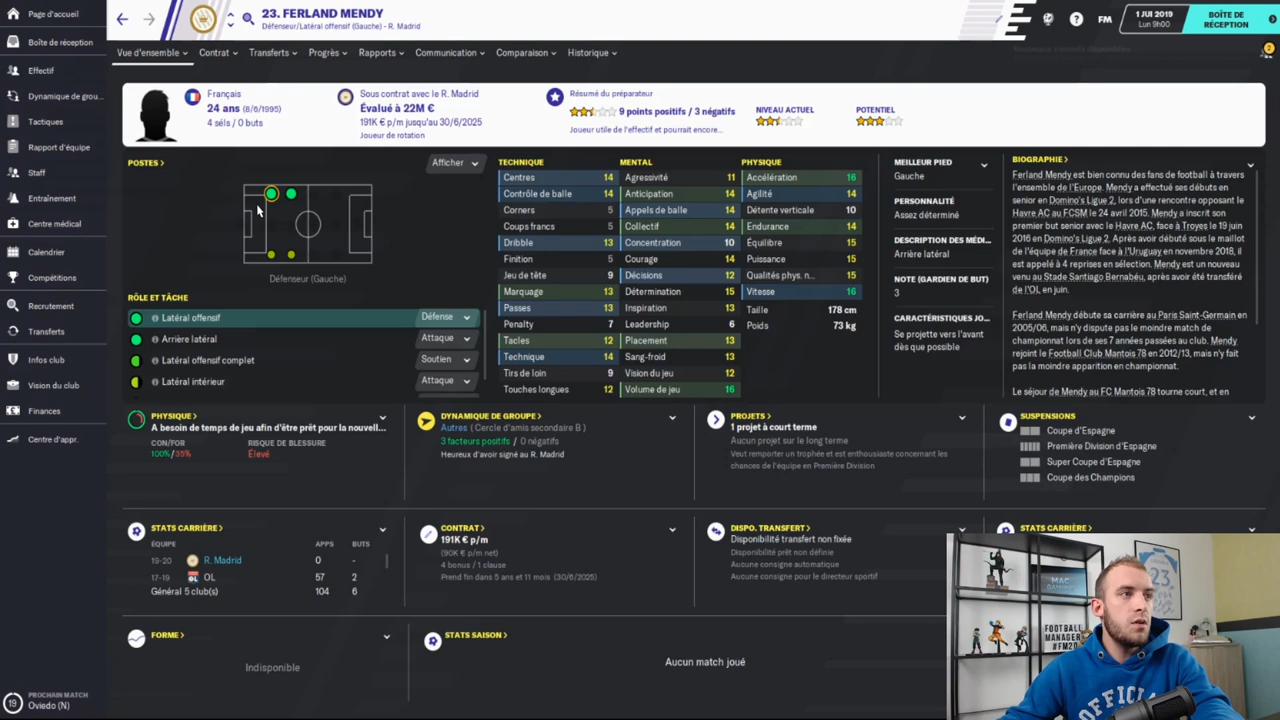 Page d'accueil
Boîte de réception
Effectif
Dynamique de grou...
Tactiques
Rapport d'équipe
Staff
Entraînement
Centre médical
Calendrier
Compétitions
Recrutement
Transferts
Infos club
Vision du club
Finances
Centre d'appr.
19
PROCHAIN MATCH
Oviedo (N)
23. FERLAND MENDY
Défenseur/Latéral offensif (Gauche) - R. Madrid
FM
1 JUI 2019
Lun 9h00
BOÎTE DE RÉCEPTION
2
Vue d'ensemble
Contrat
Transferts
Progrès
Rapports
Communication
Comparaison
Historique
Français
24 ans (8/6/1995)
4 séls / 0 buts
Sous contrat avec le R. Madrid
Évalué à 22M €
191K € p/m jusqu'au 30/6/2025
Joueur de rotation
Résumé du préparateur
9 points positifs / 3 négatifs
Joueur utile de l'effectif et pourrait encore...
NIVEAU ACTUEL
POTENTIEL
POSTES >
Afficher
Défenseur (Gauche)
RÔLE ET TÂCHE
Latéral offensif Défense
Arrière latéral Attaque
Latéral offensif complet Soutien
Latéral intérieur Attaque
TECHNIQUE
Centres 14
Contrôle de balle 14
Corners 5
Coups francs 5
Dribble 13
Finition 5
Jeu de tête 9
Marquage 13
Passes 13
Penalty 7
Tacles 12
Technique 14
Tirs de loin 9
Touches longues 12
MENTAL
Agressivité 11
Anticipation 14
Appels de balle 14
Collectif 14
Concentration 10
Courage 14
Décisions 12
Détermination 15
Inspiration 13
Leadership 6
Placement 13
Sang-froid 13
Vision du jeu 12
Volume de jeu 16
PHYSIQUE
Accélération 16
Agilité 14
Détente verticale 10
Endurance 14
Équilibre 15
Puissance 15
Qualités phys. n... 15
Vitesse 16
Taille 178 cm
Poids 73 kg
MEILLEUR PIED
Gauche
PERSONNALITÉ
Assez déterminé
DESCRIPTION DES MÉDI...
Arrière latéral
NOTE (GARDIEN DE BUT)
3
CARACTÉRISTIQUES JO...
Se projette vers l'avant
dès que possible
BIOGRAPHIE >
Ferland Mendy est bien connu des fans de football à travers
l'ensemble de l'Europe. Mendy a effectué ses débuts en
senior en Domino's Ligue 2, lors d'une rencontre opposant le
Havre AC au FCSM le 24 avril 2015. Mendy a inscrit son
premier but senior avec le Havre AC, face à Troyes le 19 juin
2016 en Domino's Ligue 2. Après avoir débuté sous le maillot
de l'équipe de France face à l'Uruguay en novembre 2018, il
est appelé à 4 reprises en sélection. Mendy est un nouveau
venu au Stade Santiago Bernabéu, après avoir été transféré
de l'OL en juin.
Ferland Mendy débute sa carrière au Paris Saint-Germain en
2005/06, mais n'y dispute pas le moindre match de
championnat lors de ses 7 années passées au club. Mendy
rejoint le Football Club Mantois 78 en 2012/13, mais n'y fait
pas la moindre apparition en championnat.
Le séjour de Mendy au FC Mantois 78 tourne court, et en
PHYSIQUE >
A besoin de temps de jeu afin d'être prêt pour la nouvell...
CON/FOR
100%/35%
RISQUE DE BLESSURE
Élevé
DYNAMIQUE DE GROUPE >
Autres ( Cercle d'amis secondaire B )
3 facteurs positifs / 0 négatifs
Heureux d'avoir signé au R. Madrid
PROJETS >
1 projet à court terme
Aucun projet sur le long terme
Veut remporter un trophée et est enthousiaste concernant les
chances de l'équipe en Première Division
SUSPENSIONS
Coupe d'Espagne
Première Division d'Espagne
Super Coupe d'Espagne
Coupe des Champions
STATS CARRIÈRE >
ÉQUIPE APPS BUTS
19-20 R. Madrid 0 -
17-19 OL 57 2
Général 5 club(s) 104 6
CONTRAT >
191K € p/m
(90K € p/m net)
4 bonus / 1 clause
Prend fin dans 5 ans et 11 mois (30/6/2025)
DISPO. TRANSFERT >
Disponibilité transfert non fixée
Disponibilité prêt non définie
Aucune consigne automatique
Aucune consigne pour le directeur sportif
STATS CARRIÈRE >
FORME >
Indisponible
STATS SAISON >
Aucun match joué
MAC
23
FOOTBALL
MANAGER
#FM20
OFFICI